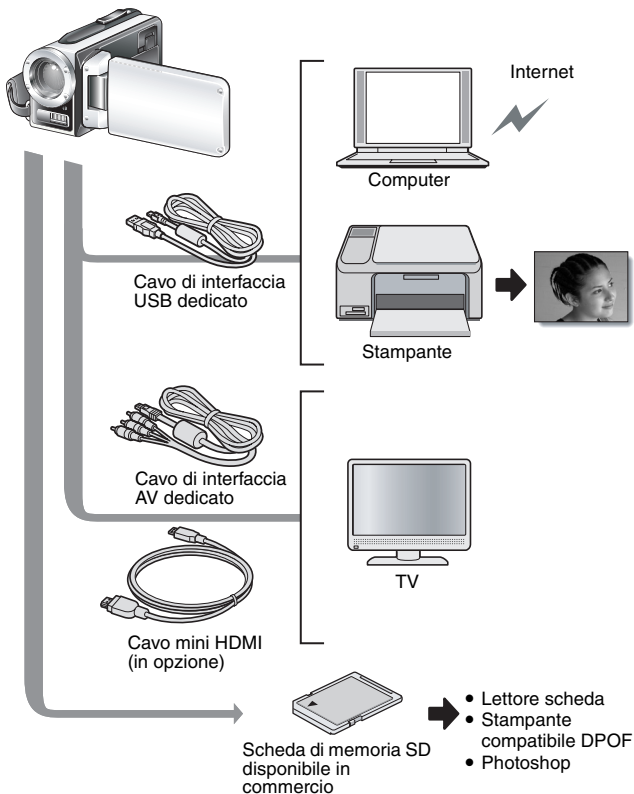 Internet
Computer
Cavo di interfaccia
USB dedicato
Stampante
Cavo di interfaccia
AV dedicato
TV
Cavo mini HDMI
(in opzione)
Scheda di memoria SD
disponibile in
commercio
• Lettore scheda
• Stampante
compatibile DPOF
• Photoshop